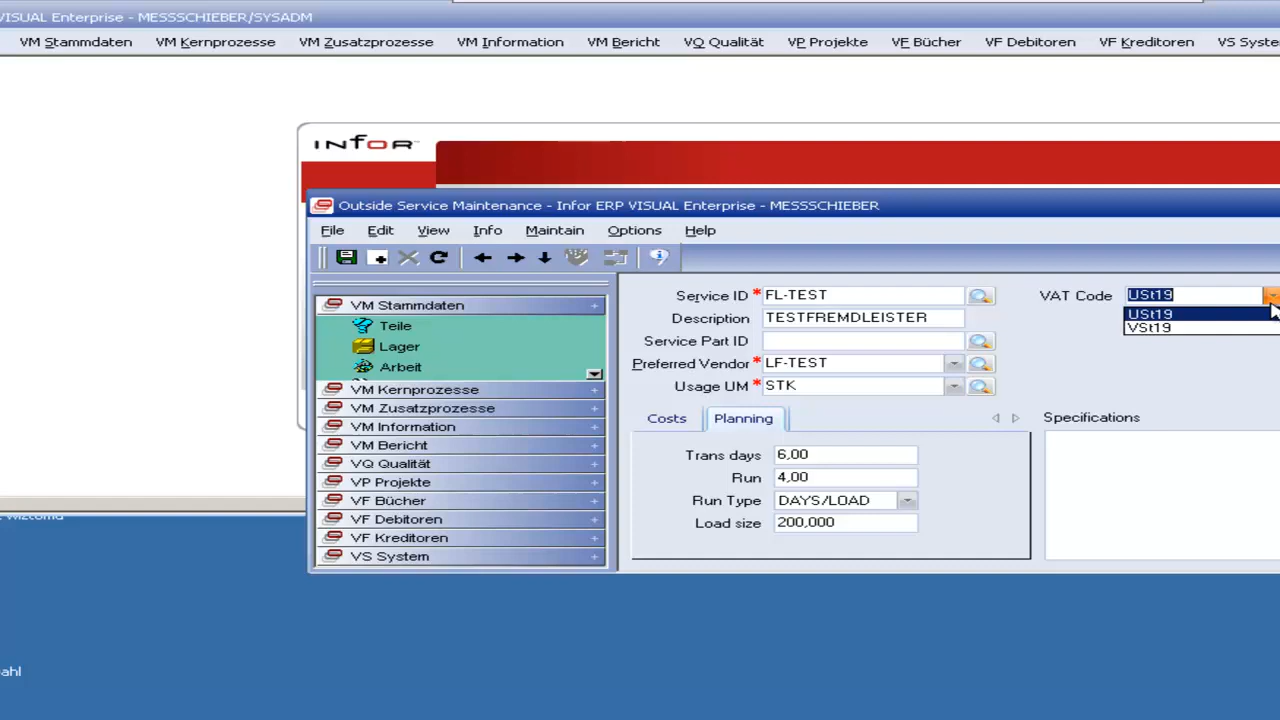 VISUAL Enterprise - MESSSCHIEBER/SYSADM
VM Stammdaten VM Kernprozesse VM Zusatzprozesse VM Information VM Bericht VQ Qualität VP Projekte VF Bücher VF Debitoren VF Kreditoren VS Syste
infor
Outside Service Maintenance - Infor ERP VISUAL Enterprise - MESSSCHIEBER
File Edit View Info Maintain Options Help
VM Stammdaten
Teile
Lager
Arbeit
VM Kernprozesse
VM Zusatzprozesse
VM Information
VM Bericht
VQ Qualität
VP Projekte
VF Bücher
VF Debitoren
VF Kreditoren
VS System
Service ID * FL-TEST
Description TESTFREMDLEISTER
Service Part ID
Preferred Vendor * LF-TEST
Usage UM * STK
VAT Code USt19
USt19
VSt19
Costs Planning
Specifications
Trans days 6,00
Run 4,00
Run Type DAYS/LOAD
Load size 200,000
ahl